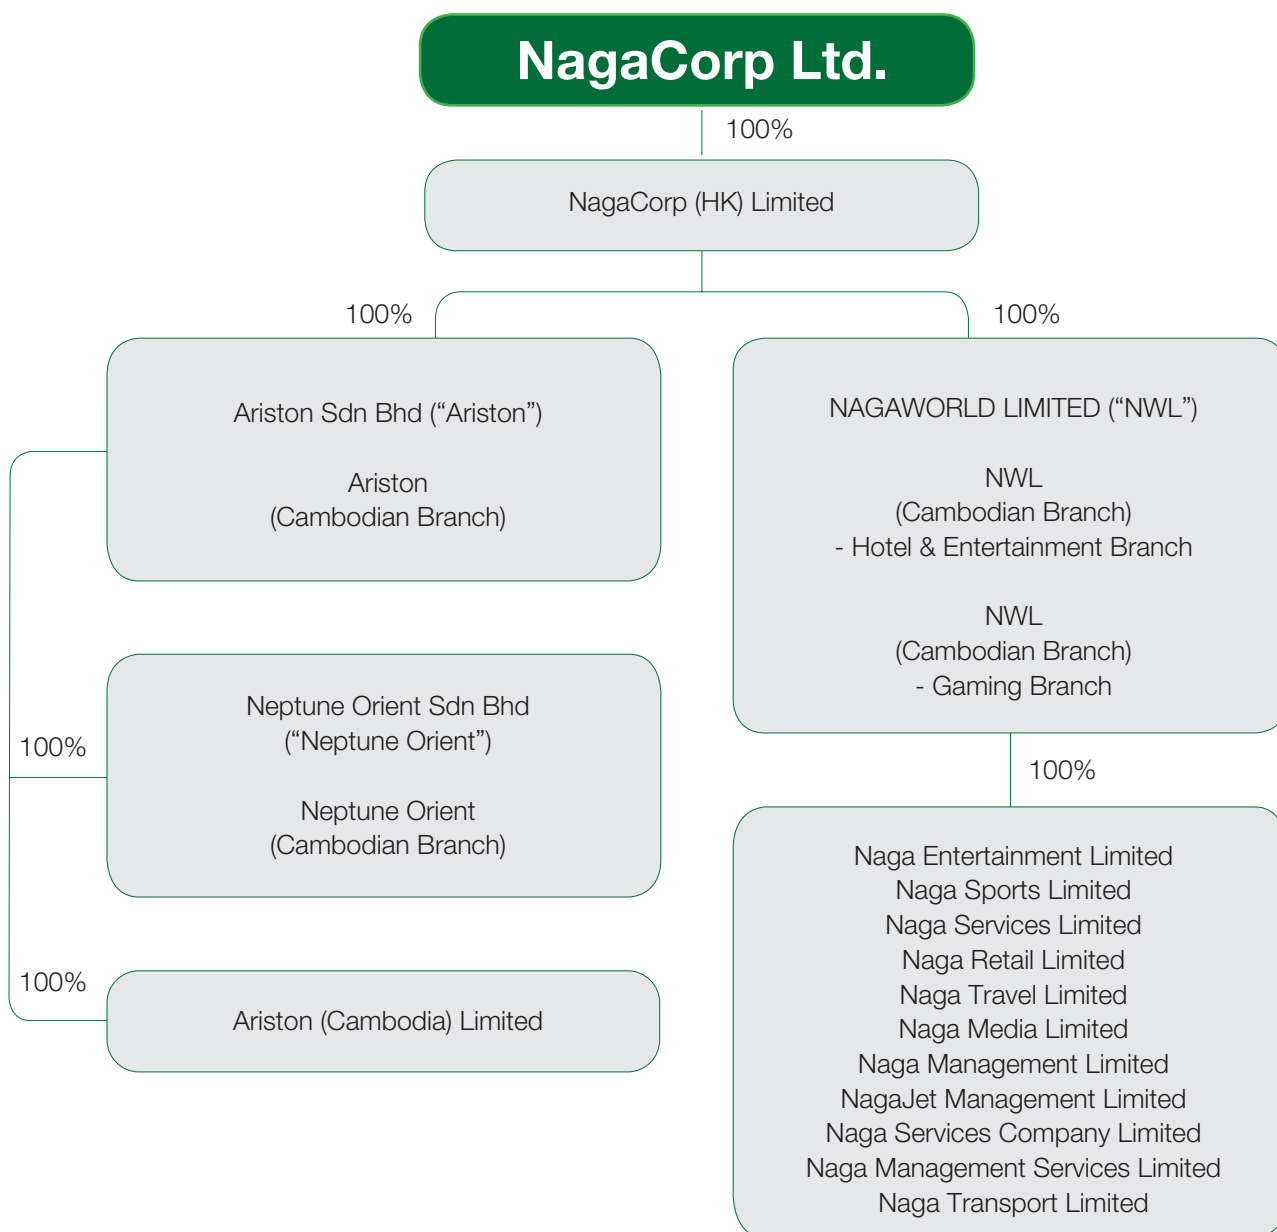 NagaCorp Ltd.
100%
NagaCorp (HK) Limited
100%
100%
Ariston Sdn Bhd (“Ariston”)
Ariston
(Cambodian Branch)
NAGAWORLD LIMITED (“NWL”)
NWL
(Cambodian Branch)
- Hotel & Entertainment Branch
NWL
(Cambodian Branch)
- Gaming Branch
100%
Neptune Orient Sdn Bhd
(“Neptune Orient”)
Neptune Orient
(Cambodian Branch)
100%
Ariston (Cambodia) Limited
100%
Naga Entertainment Limited
Naga Sports Limited
Naga Services Limited
Naga Retail Limited
Naga Travel Limited
Naga Media Limited
Naga Management Limited
NagaJet Management Limited
Naga Services Company Limited
Naga Management Services Limited
Naga Transport Limited